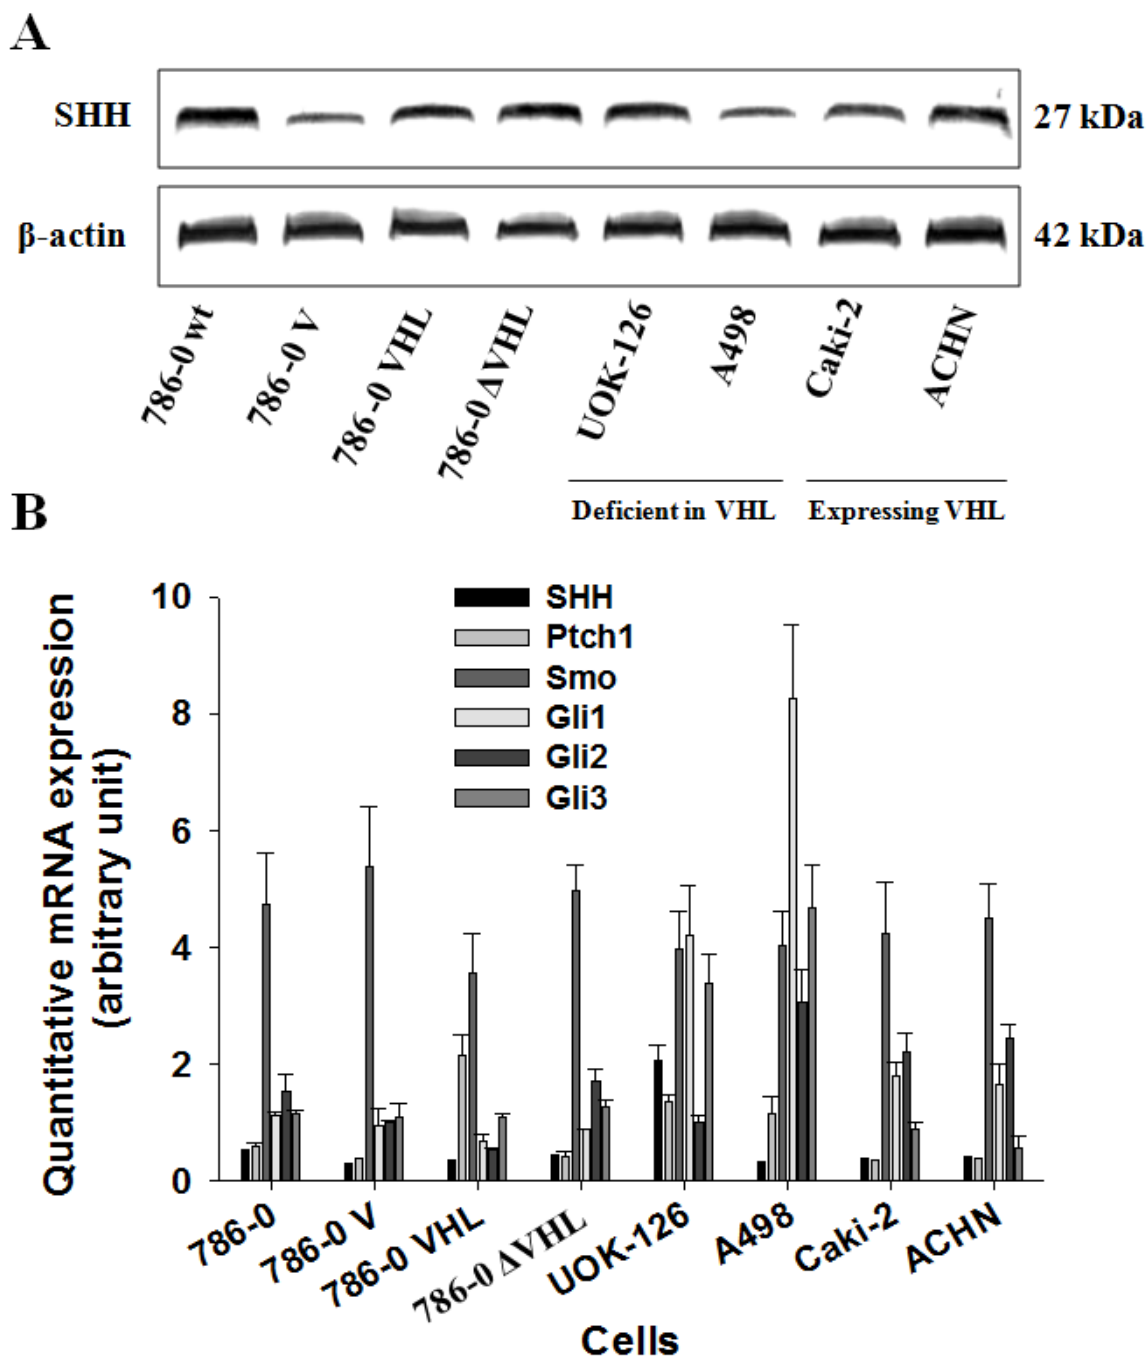 A
SHH
27 kDa
β-actin
42 kDa
786-0 wt
786-0 V
786-0 VHL
786-0 ΔVHL
UOK-126
A498
Caki-2
ACHN
Deficient in VHL
Expressing VHL
B
Quantitative mRNA expression
(arbitrary unit)
10
8
6
4
2
0
SHH
Ptch1
Smo
Gli1
Gli2
Gli3
786-0
786-0 V
786-0 VHL
786-0 ΔVHL
UOK-126
A498
Caki-2
ACHN
Cells